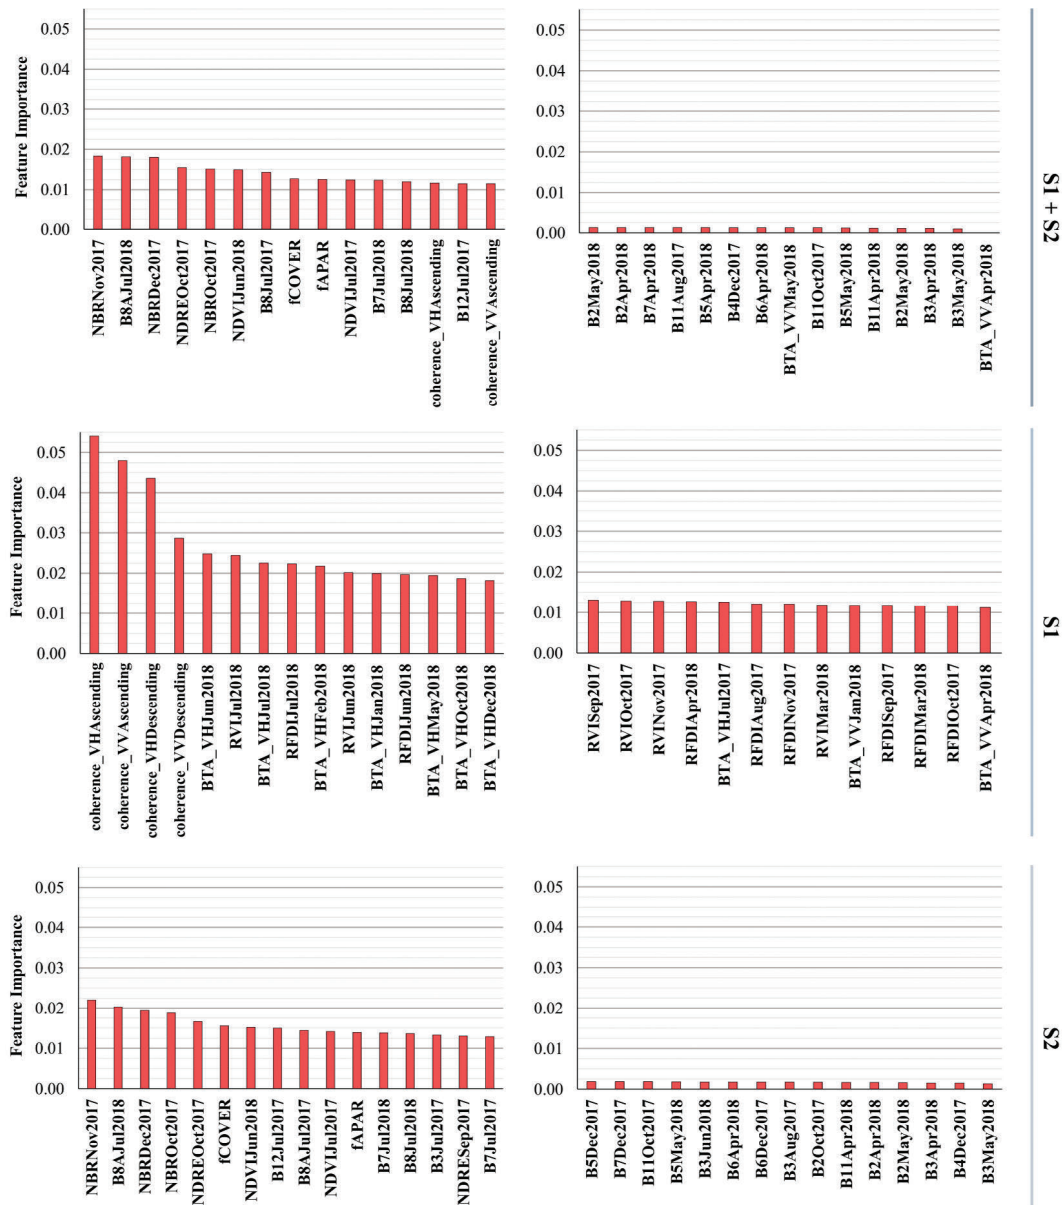 0.05
0.04
0.03
0.02
0.01
0.00
Feature Importance
NBRNov2017
B8AJul2018
NBRDec2017
NDREOct2017
NBROct2017
NDVIJun2018
B8Jul2017
fCOVER
fAPAR
NDVIJul2017
B7Jul2018
B8Jul2018
coherence_VHAscending
B12Jul2017
coherence_VVAscending
0.05
0.04
0.03
0.02
0.01
0.00
B2May2018
B2Apr2018
B7Apr2018
B11Aug2017
B5Apr2018
B4Dec2017
B6Apr2018
BTA_VVMay2018
B11Oct2017
B5May2018
B11Apr2018
B2May2018
B3Apr2018
B3May2018
BTA_VVApr2018
S1 + S2
0.05
0.04
0.03
0.02
0.01
0.00
Feature Importance
coherence_VHAscending
coherence_VVAscending
coherence_VHDescending
coherence_VVDescending
BTA_VHJun2018
RVIJul2018
BTA_VHJul2018
RFDIJul2018
BTA_VHFeb2018
RVIJun2018
BTA_VHJan2018
RFDIJun2018
BTA_VHMay2018
BTA_VHOct2018
BTA_VHDec2018
0.05
0.04
0.03
0.02
0.01
0.00
RVISep2017
RVIOct2017
RVINov2017
RFDIApr2018
BTA_VHJul2017
RFDIAug2017
RFDINov2017
RVIMar2018
BTA_VVJan2018
RFDISep2017
RFDIMar2018
RFDIOct2017
BTA_VVApr2018
S1
0.05
0.04
0.03
0.02
0.01
0.00
Feature Importance
NBRNov2017
B8AJul2018
NBRDec2017
NBROct2017
NDREOct2017
fCOVER
NDVIJun2018
B12Jul2017
B8AJul2017
NDVIJul2017
fAPAR
B7Jul2018
B8Jul2018
B3Jul2017
NDRESep2017
B7Jul2017
0.05
0.04
0.03
0.02
0.01
0.00
B5Dec2017
B7Dec2017
B11Oct2017
B5May2018
B3Jun2018
B6Apr2018
B6Dec2017
B3Aug2017
B2Oct2017
B11Apr2018
B2Apr2018
B2May2018
B3Apr2018
B4Dec2017
B3May2018
S2